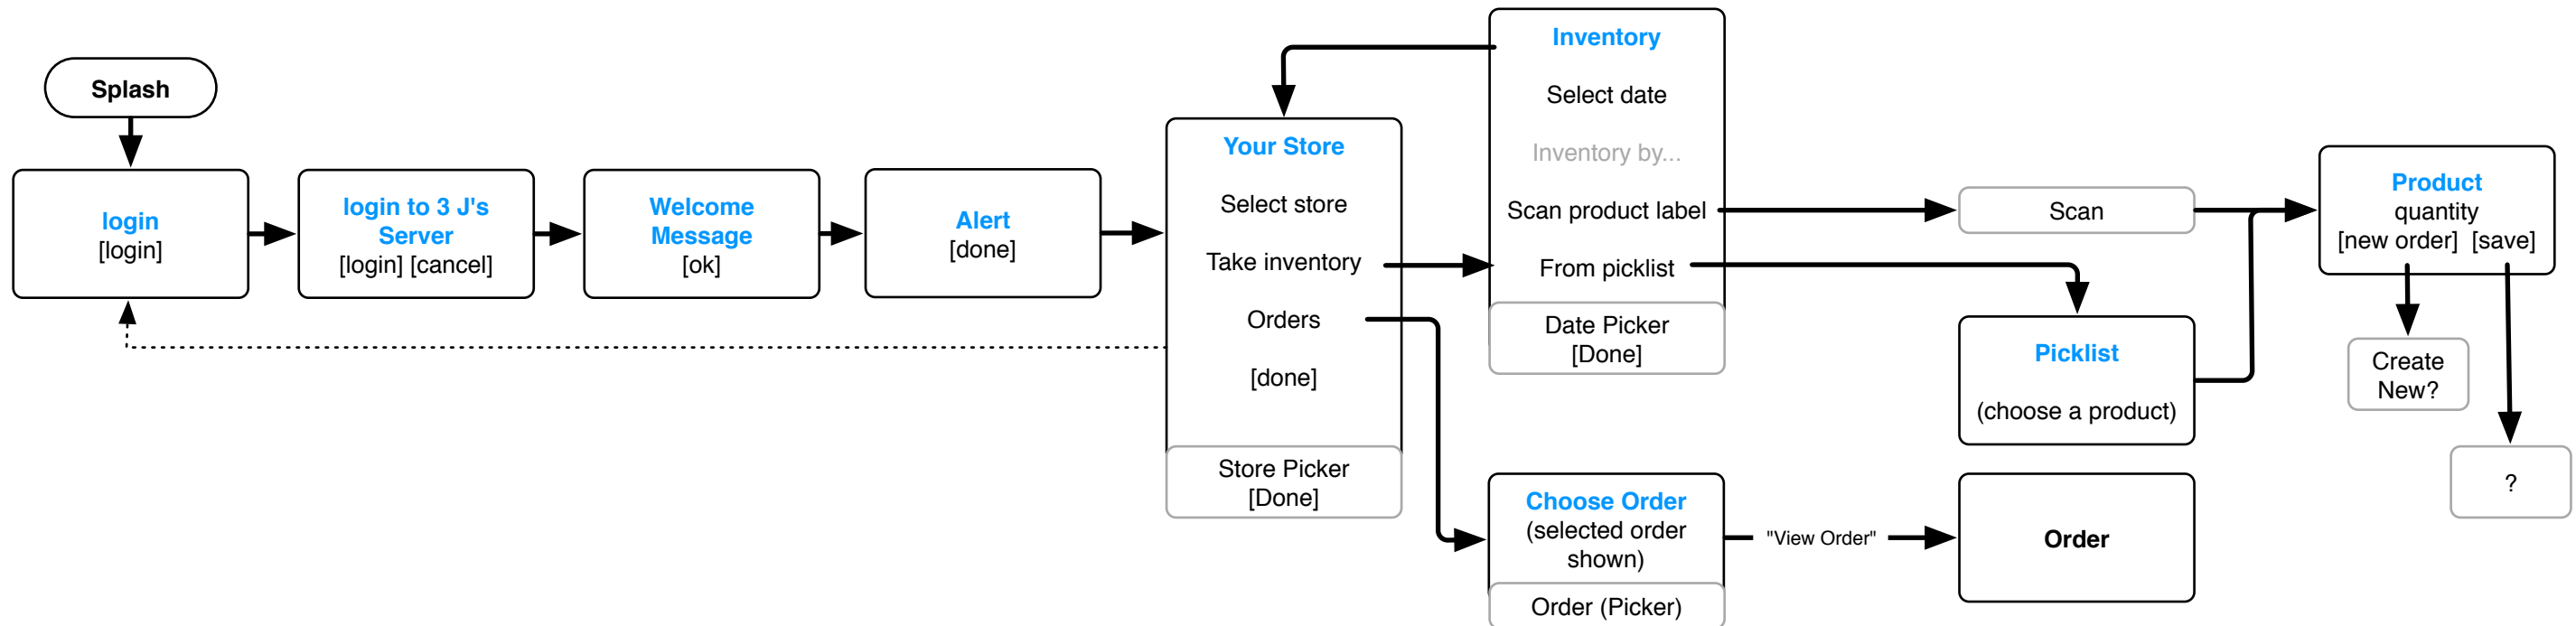 Splash
login
[login]
login to 3 J's
Server
[login] [cancel]
Welcome
Message
[ok]
Alert
[done]
Your Store
Select store
Take inventory
Orders
[done]
Store Picker
[Done]
Inventory
Select date
Inventory by...
Scan product label
From picklist
Date Picker
[Done]
Choose Order
(selected order
shown)
Order (Picker)
"View Order"
Order
Scan
Picklist
(choose a product)
Product
quantity
[new order] [save]
Create
New?
?